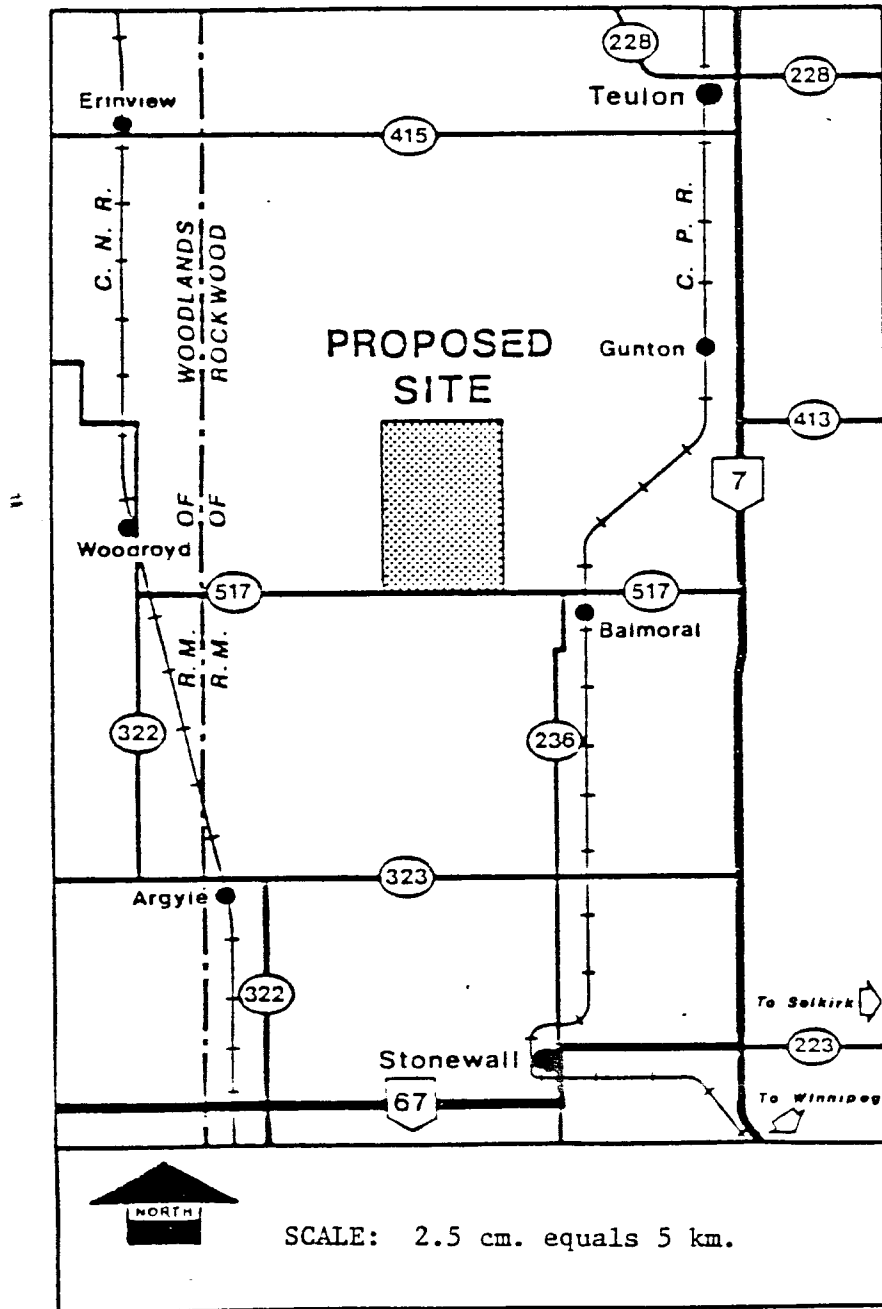 228
228
Erinview
Teulon
415
C. N. R.
C. P. R.
WOODLANDS
ROCKWOOD
PROPOSED
SITE
Gunton
413
7
OF
OF
Woodroyd
517
517
Balmoral
R.M.
R.M.
322
236
323
Argyle
322
To Selkirk
Stonewall
223
67
To Winnipeg
NORTH
SCALE: 2.5 cm. equals 5 km.